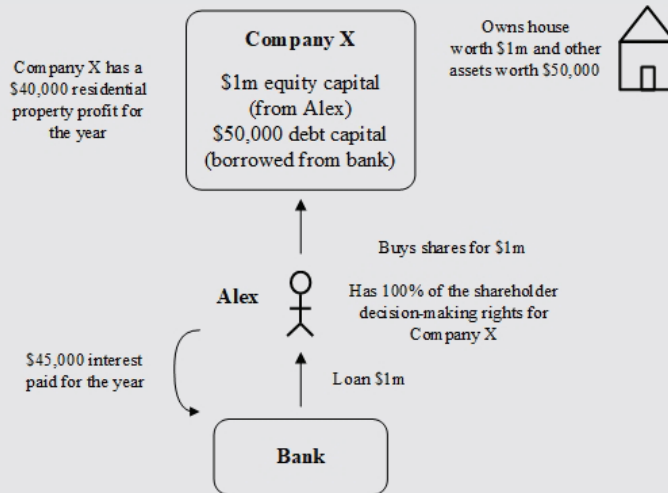 Company X
$1m equity capital
(from Alex)
$50,000 debt capital
(borrowed from bank)
Owns house
worth $1m and other
assets worth $50,000
Company X has a
$40,000 residential
property profit for
the year
Buys shares for $1m
Alex
Has 100% of the shareholder
decision-making rights for
Company X
$45,000 interest
paid for the year
Loan $1m
Bank